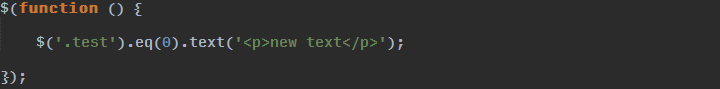 $(function () {
$('.test').eq(0).text('<p>new text</p>');
});